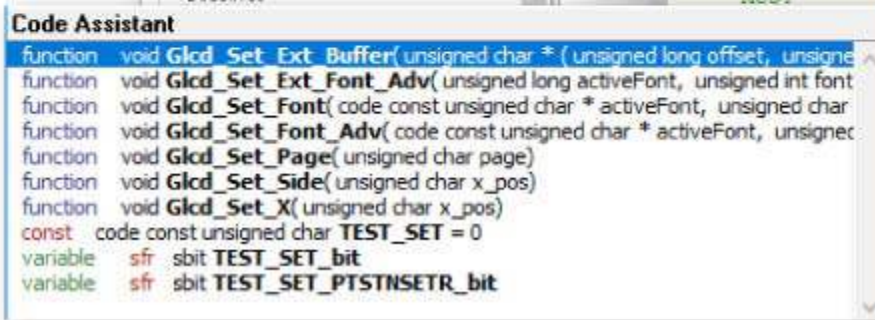 Code Assistant
function void Glcd_Set_Ext_Buffer( unsigned char * ( unsigned long offset, unsigne
function void Glcd_Set_Ext_Font_Adv( unsigned long activeFont, unsigned int font
function void Glcd_Set_Font( code const unsigned char * activeFont, unsigned char
function void Glcd_Set_Font_Adv( code const unsigned char * activeFont, unsigned
function void Glcd_Set_Page( unsigned char page)
function void Glcd_Set_Side( unsigned char x_pos)
function void Glcd_Set_X( unsigned char x_pos)
const code const unsigned char TEST_SET = 0
variable sfr sbit TEST_SET_bit
variable sfr sbit TEST_SET_PTSTNSETR_bit